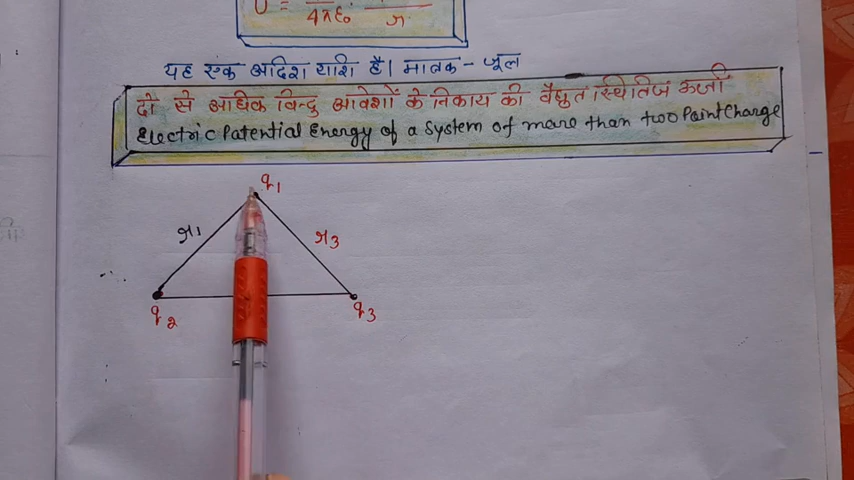 U = 1/4πε₀ r
यह एक अदिश राशि है। मात्रक - जूल
दो से अधिक विन्दु आवेशों के निकाय की वैद्युत स्थितिज ऊर्जा
Electric Potential Energy of a System of more than two Point Charge
q₁
r₁ r₃
q₂ q₃